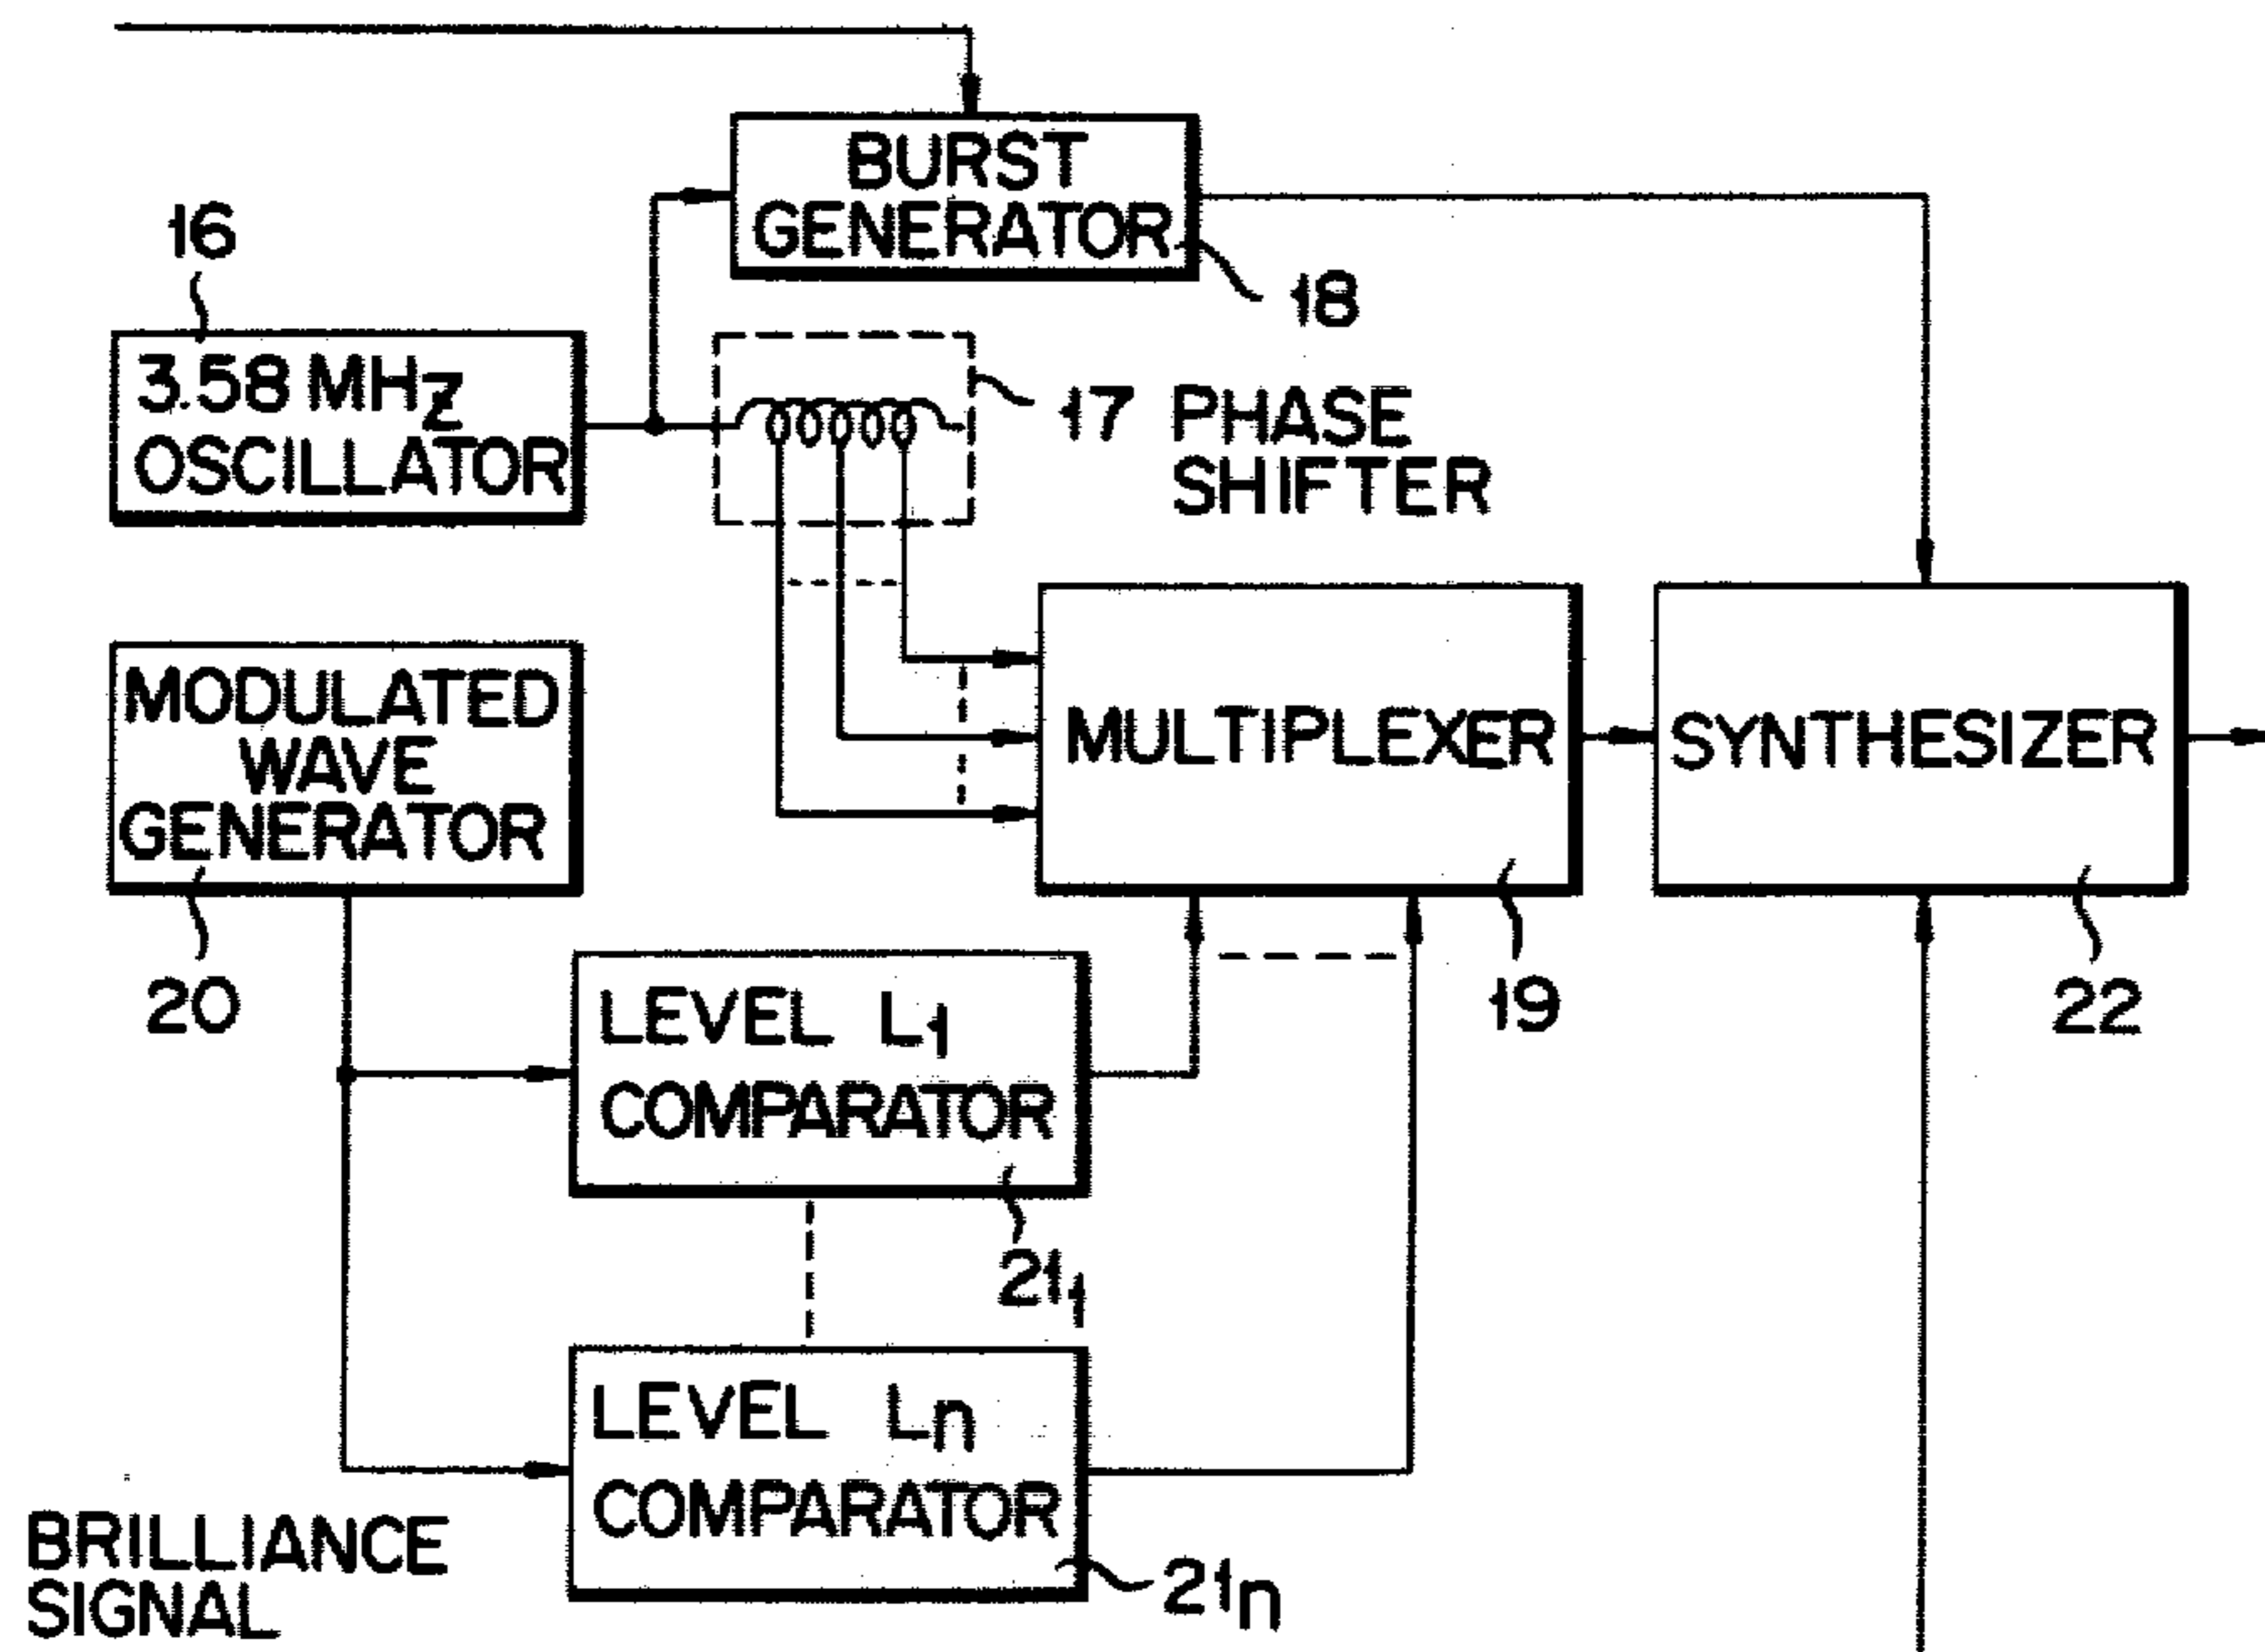 BURST
GENERATOR
18
16
3.58 MHz
OSCILLATOR
17 PHASE
SHIFTER
MODULATED
WAVE
GENERATOR
20
MULTIPLEXER
19
SYNTHESIZER
22
LEVEL L1
COMPARATOR
211
LEVEL Ln
COMPARATOR
21n
BRILLIANCE
SIGNAL